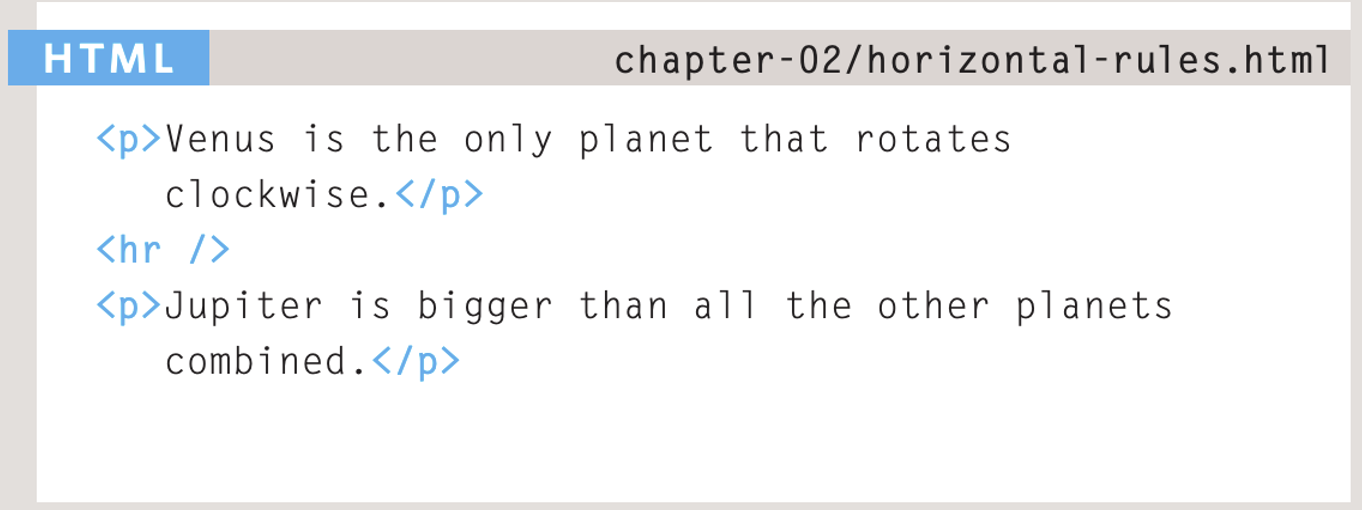 HTML
chapter-02/horizontal-rules.html
<p>Venus is the only planet that rotates
clockwise.</p>
<hr />
<p>Jupiter is bigger than all the other planets
combined.</p>